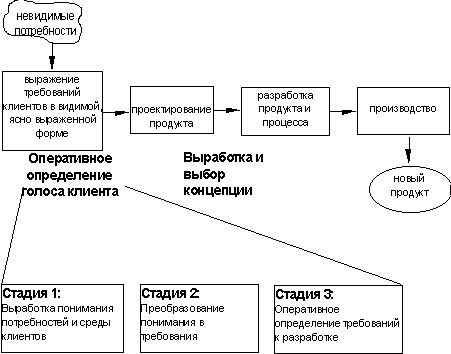 невидимые
потребности
выражение
требований
клиентов в видимой
ясно выраженной
форме
проектирование
продукта
разработка
продукта и
процесса
производство
Оперативное
определение
голоса клиента
Выработка и
выбор
концепции
новый
продукт
Стадия 1:
Выработка понимания
потребностей и среды
клиентов
Стадия 2:
Преобразование
понимания в
требования
Стадия 3:
Оперативное
определение требований
к разработке